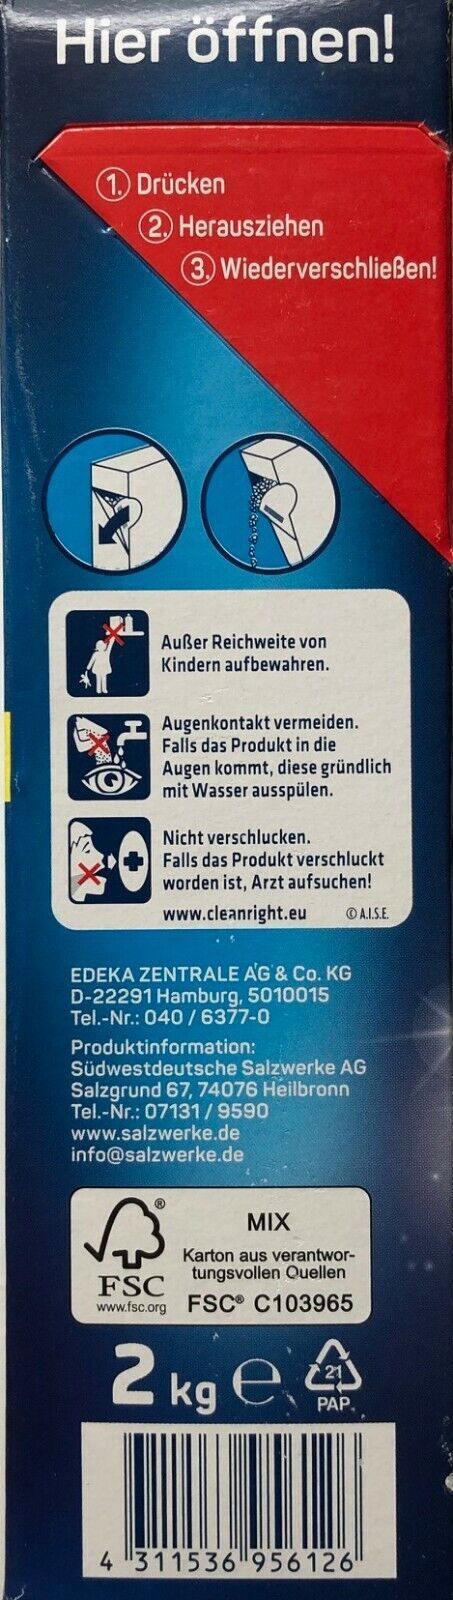 Hier öffnen!
1. Drücken
2. Herausziehen
3. Wiederverschließen!
Außer Reichweite von
Kindern aufbewahren.
Augenkontakt vermeiden.
Falls das Produkt in die
Augen kommt, diese gründlich
mit Wasser ausspülen.
Nicht verschlucken.
Falls das Produkt verschluckt
worden ist, Arzt aufsuchen!
www.cleanright.eu © A.I.S.E.
EDEKA ZENTRALE AG & Co. KG
D-22291 Hamburg, 5010015
Tel.-Nr.: 040 / 6377-0
Produktinformation:
Südwestdeutsche Salzwerke AG
Salzgrund 67, 74076 Heilbronn
Tel.-Nr.: 07131 / 9590
www.salzwerke.de
info@salzwerke.de
®
FSC
www.fsc.org
MIX
Karton aus verantwor-
tungsvollen Quellen
FSC® C103965
2 kg ℮
21
PAP
4 311536 956126